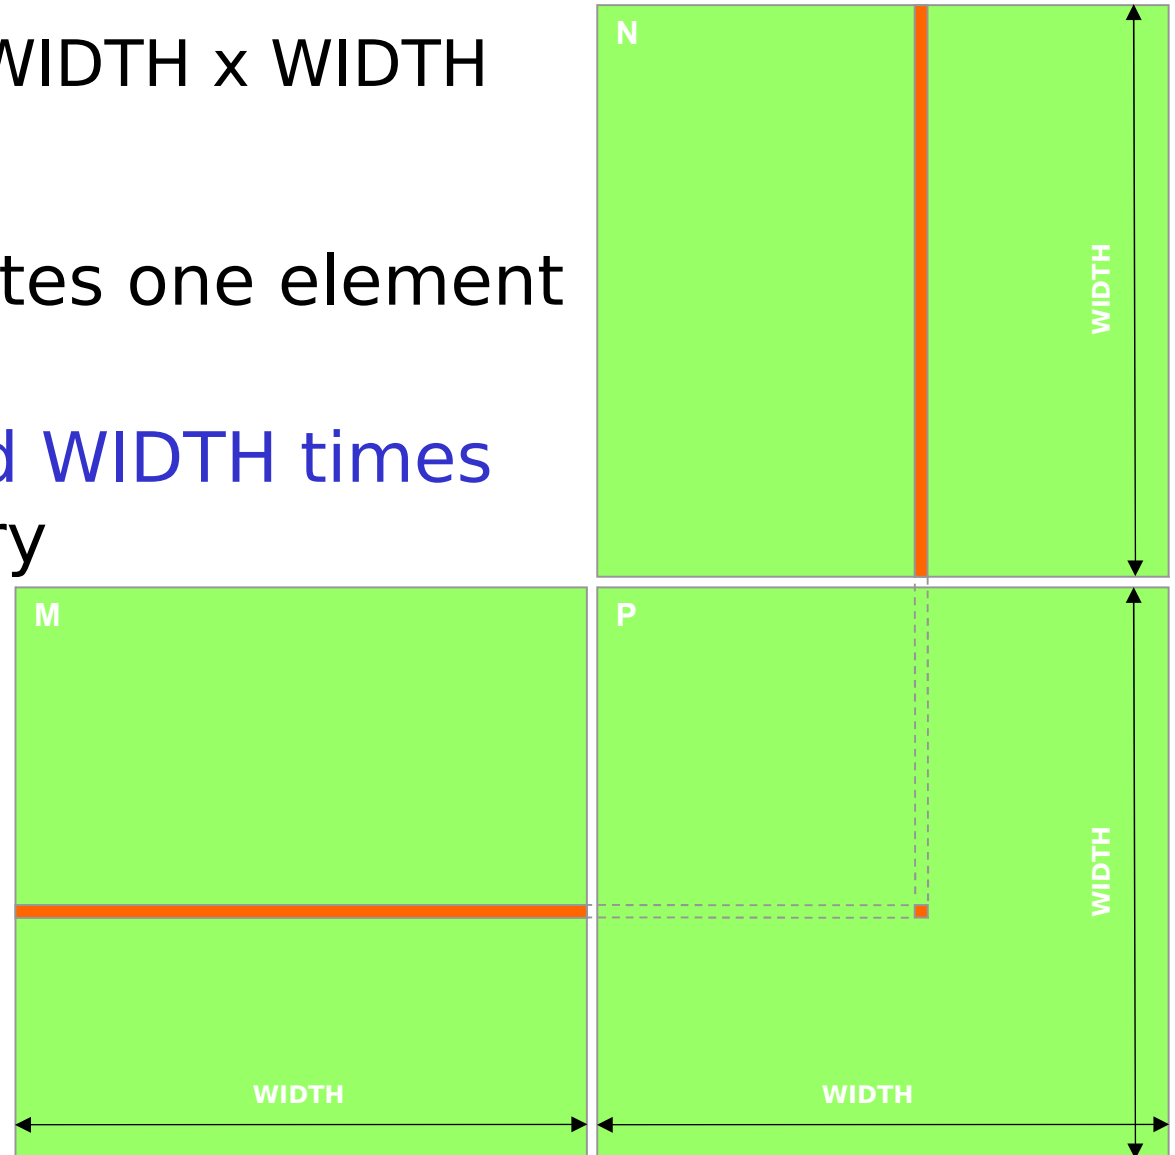 WIDTH x WIDTH
tes one element
d WIDTH times
ry
N
WIDTH
M
WIDTH
P
WIDTH
WIDTH